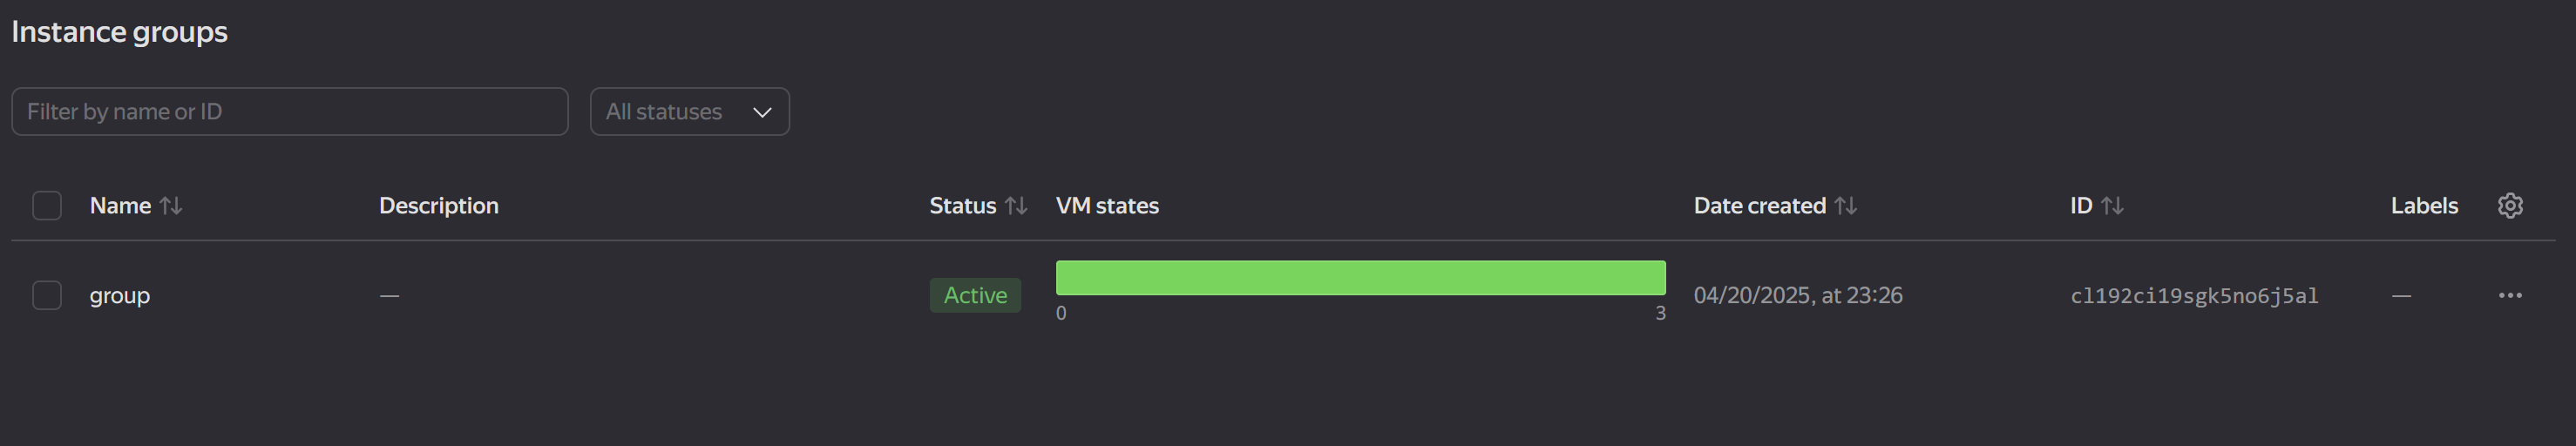 Instance groups
Filter by name or ID
All statuses
Name Description Status VM states Date created ID Labels
group — Active 04/20/2025, at 23:26 cl192ci19sgk5no6j5al —
0 3